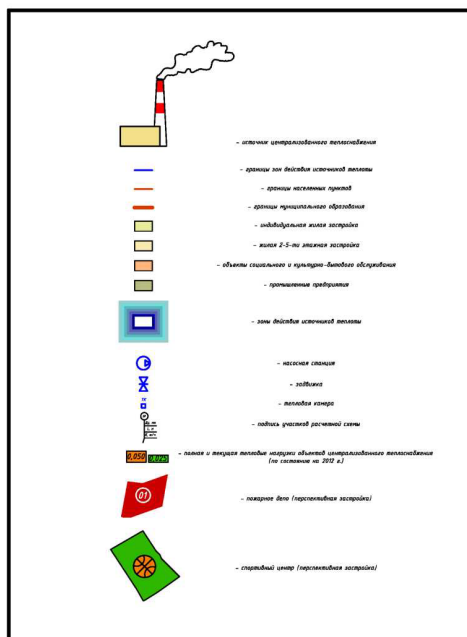 - источник централизованного теплоснабжения
- границы зон действия источников теплоты
- границы населенных пунктов
- границы муниципального образования
- индивидуальная жилая застройка
- жилая 2-5-ти этажная застройка
- объекты социального и культурно-бытового обслуживания
- промышленные предприятия
- зоны действия источников теплоты
- насосная станция
- задвижка
ТК
- тепловая камера
- подпись участков расчетной схемы
0,050 0,025
- полная и текущая тепловые нагрузки объектов централизованного теплоснабжения
(по состоянию на 2012 г.)
01
- пожарное депо (перспективная застройка)
- спортивный центр (перспективная застройка)